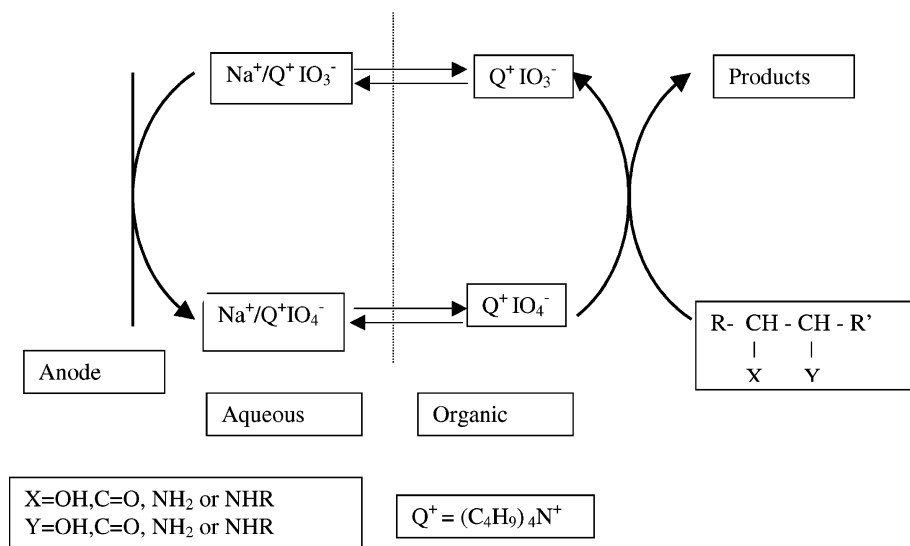 Na⁺/Q⁺ IO₃⁻
Q⁺ IO₃⁻
Products
Na⁺/Q⁺IO₄⁻
Q⁺ IO₄⁻
R- CH - CH - R’
| |
X Y
Anode
Aqueous
Organic
X=OH,C=O, NH₂ or NHR
Y=OH,C=O, NH₂ or NHR
Q⁺ = (C₄H₉)₄N⁺